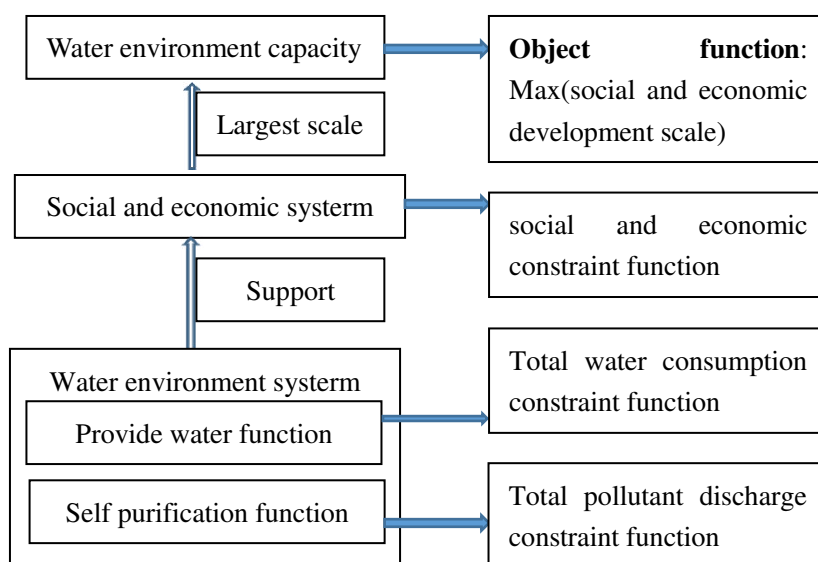 Water environment capacity
Object function:
Max(social and economic
development scale)
Largest scale
Social and economic systerm
social and economic
constraint function
Support
Water environment systerm
Provide water function
Total water consumption
constraint function
Self purification function
Total pollutant discharge
constraint function